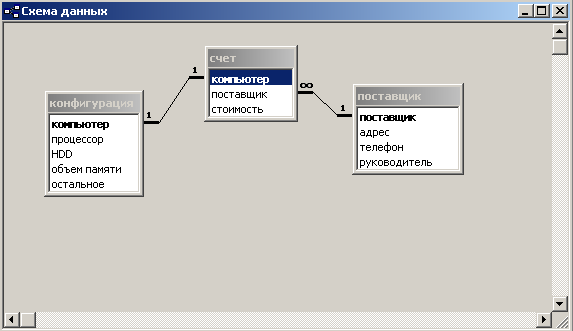 Схема данных
конфигурация
компьютер
процессор
HDD
объем памяти
остальное
1
1
счет
компьютер
поставщик
стоимость
∞
1
поставщик
поставщик
адрес
телефон
руководитель